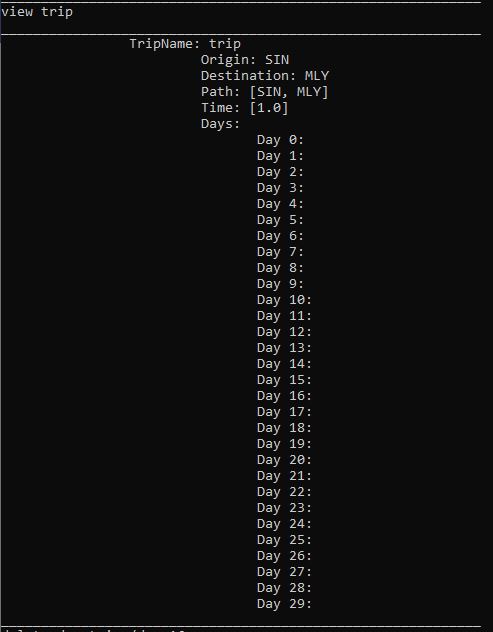 view trip
TripName: trip
Origin: SIN
Destination: MLY
Path: [SIN, MLY]
Time: [1.0]
Days:
Day 0:
Day 1:
Day 2:
Day 3:
Day 4:
Day 5:
Day 6:
Day 7:
Day 8:
Day 9:
Day 10:
Day 11:
Day 12:
Day 13:
Day 14:
Day 15:
Day 16:
Day 17:
Day 18:
Day 19:
Day 20:
Day 21:
Day 22:
Day 23:
Day 24:
Day 25:
Day 26:
Day 27:
Day 28:
Day 29: